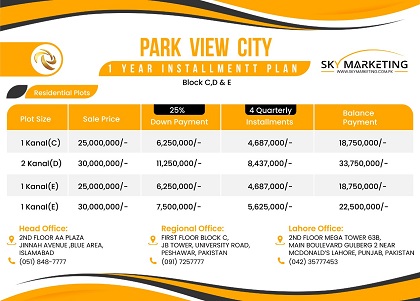 PARK VIEW CITY
1 YEAR INSTALLMENTT PLAN
Block C,D & E
SKY MARKETING
WWW.SKYMARKETING.COM.PK
Residential Plots
Plot Size Sale Price 25% Down Payment 4 Quarterly Installments Balance Payment
1 Kanal(C) 25,000,000/- 6,250,000/- 4,687,000/- 18,750,000/-
2 Kanal(D) 30,000,000/- 11,250,000/- 8,437,000/- 33,750,000/-
1 Kanal(E) 25,000,000/- 6,250,000/- 4,687,000/- 18,750,000/-
1 Kanal(E) 30,000,000/- 7,500,000/- 5,625,000/- 22,500,000/-
Head Office:
2ND FLOOR AA PLAZA
JINNAH AVENUE ,BLUE AREA,
ISLAMABAD
(051) 848-7777
Regional Office:
FIRST FLOOR BLOCK C,
JB TOWER, UNIVERSITY ROAD,
PESHAWAR, PAKISTAN
(091) 7257777
Lahore Office:
2ND FLOOR MEGA TOWER 63B,
MAIN BOULEVARD GULBERG 2 NEAR
MCDONALD'S LAHORE, PUNJAB, PAKISTAN
(042) 35777453